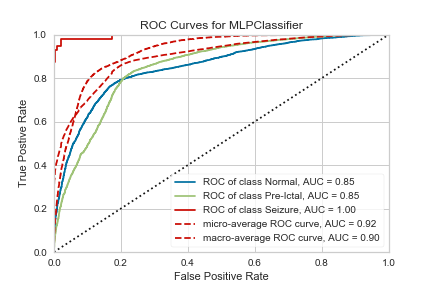 ROC Curves for MLPClassifier
1.0
0.8
0.6
0.4
0.2
0.0
True Postive Rate
ROC of class Normal, AUC = 0.85
ROC of class Pre-Ictal, AUC = 0.85
ROC of class Seizure, AUC = 1.00
micro-average ROC curve, AUC = 0.92
macro-average ROC curve, AUC = 0.90
0.0 0.2 0.4 0.6 0.8 1.0
False Positive Rate